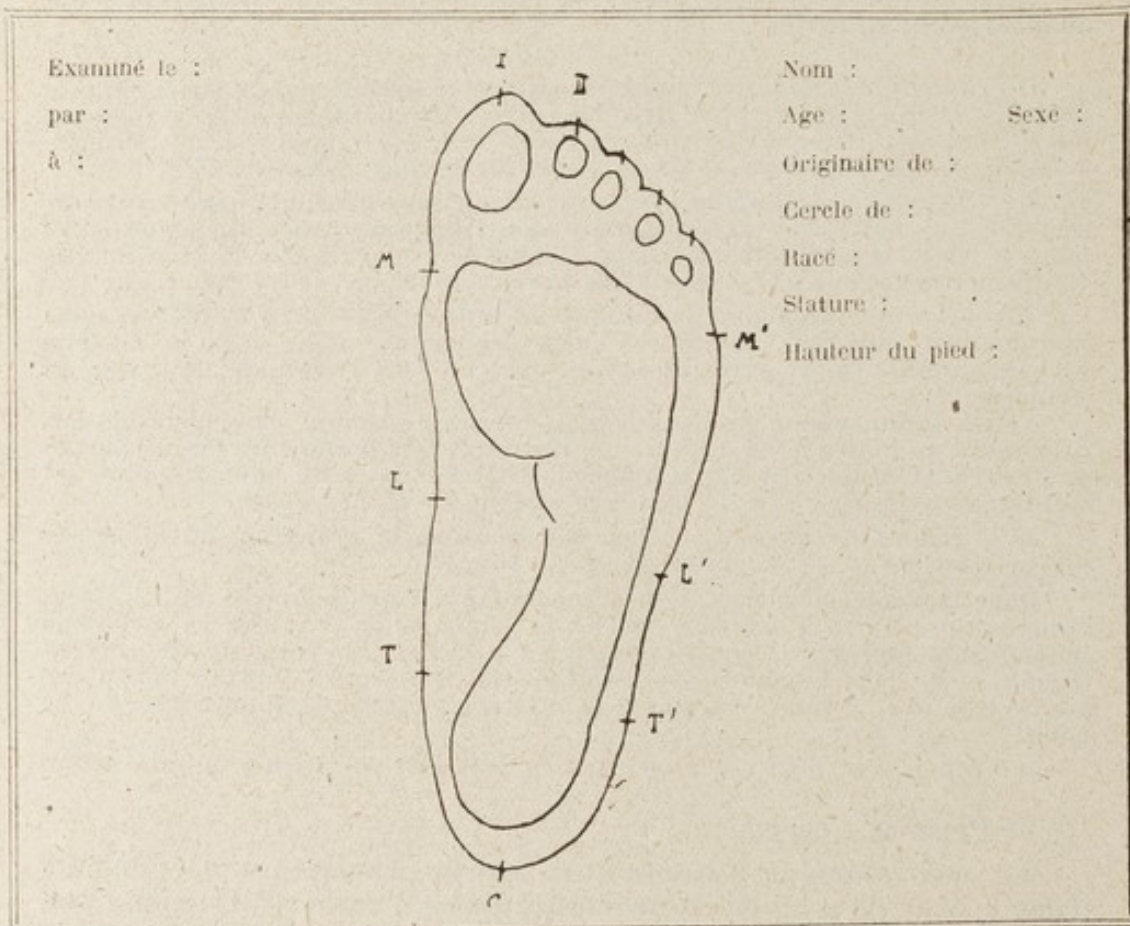 Examiné le :
par :
à :
Nom :
Age : Sexe :
Originaire de :
Cercle de :
Race :
Stature :
Hauteur du pied :
I
II
M
M'
L
L'
T
T'
C